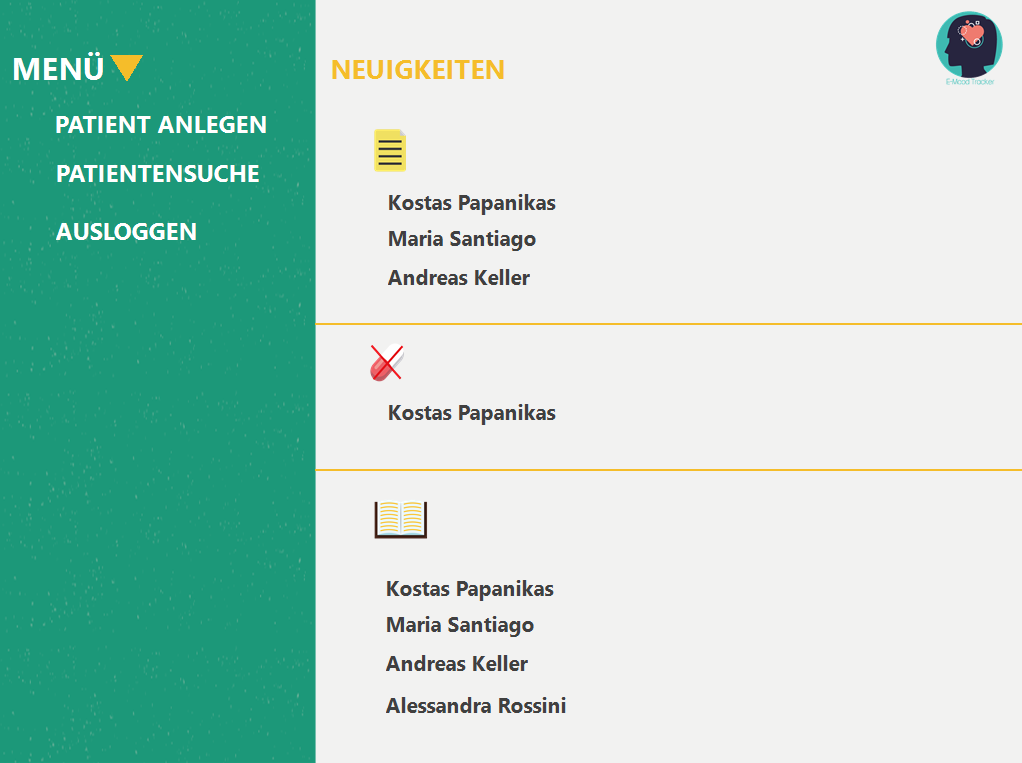 MENÜ
PATIENT ANLEGEN
PATIENTENSUCHE
AUSLOGGEN
NEUIGKEITEN
E-Mood Tracker
Kostas Papanikas
Maria Santiago
Andreas Keller
Kostas Papanikas
Kostas Papanikas
Maria Santiago
Andreas Keller
Alessandra Rossini